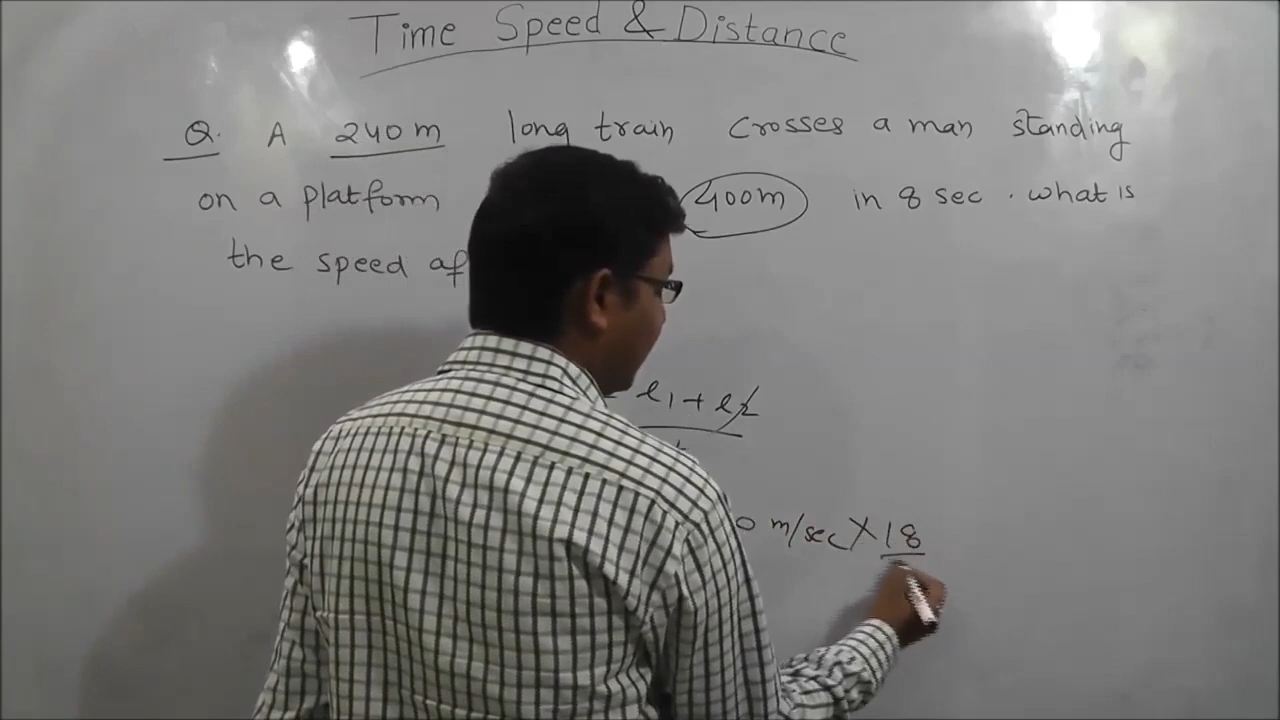 Time Speed & Distance
Q. A 240m long train crosses a man standing
on a platform 400m in 8 sec. what is
the speed of
l1 + l2
0 m/sec X 18